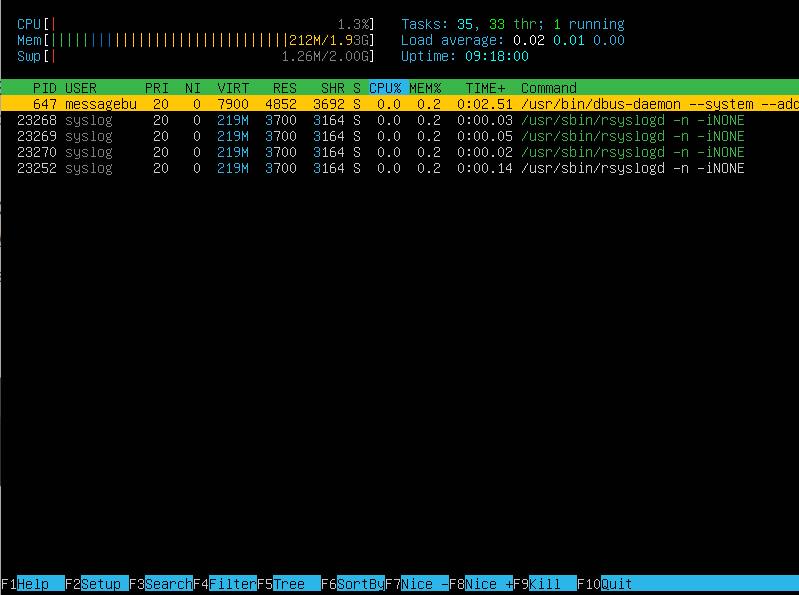 CPU[| 1.3%] Tasks: 35, 33 thr; 1 running
Mem[||||||||||||||||||||||||||||||212M/1.93G] Load average: 0.02 0.01 0.00
Swp[| 1.26M/2.00G] Uptime: 09:18:00
PID USER PRI NI VIRT RES SHR S CPU% MEM% TIME+ Command
647 messagebu 20 0 7900 4852 3692 S 0.0 0.2 0:02.51 /usr/bin/dbus-daemon --system --add
23268 syslog 20 0 219M 3700 3164 S 0.0 0.2 0:00.03 /usr/sbin/rsyslogd -n -iNONE
23269 syslog 20 0 219M 3700 3164 S 0.0 0.2 0:00.05 /usr/sbin/rsyslogd -n -iNONE
23270 syslog 20 0 219M 3700 3164 S 0.0 0.2 0:00.02 /usr/sbin/rsyslogd -n -iNONE
23252 syslog 20 0 219M 3700 3164 S 0.0 0.2 0:00.14 /usr/sbin/rsyslogd -n -iNONE
F1Help F2Setup F3SearchF4FilterF5Tree F6SortByF7Nice -F8Nice +F9Kill F10Quit